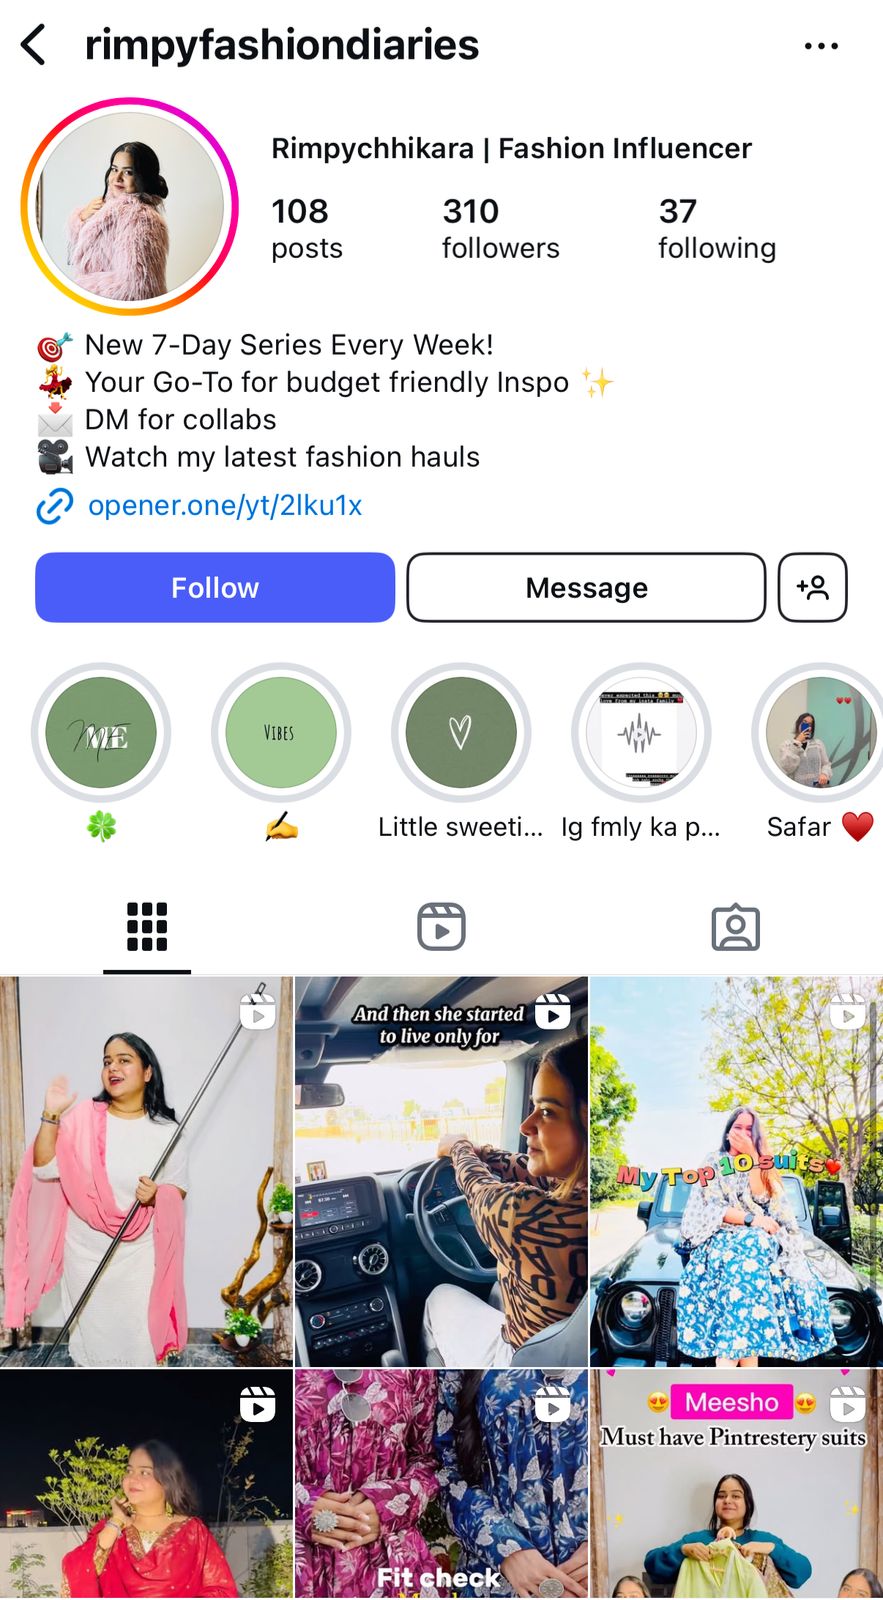 rimpyfashiondiaries
Rimpychhikara | Fashion Influencer
108 310 37
posts followers following
🎯 New 7-Day Series Every Week!
💃 Your Go-To for budget friendly Inspo ✨
📩 DM for collabs
🎥 Watch my latest fashion hauls
opener.one/yt/2lku1x
Follow Message
ME
VIBES
🍀 ✍️ Little sweeti... Ig fmly ka p... Safar ♥️
And then she started
to live only for
My Top 10 suits
Meesho
Must have Pintrestery suits
Fit check